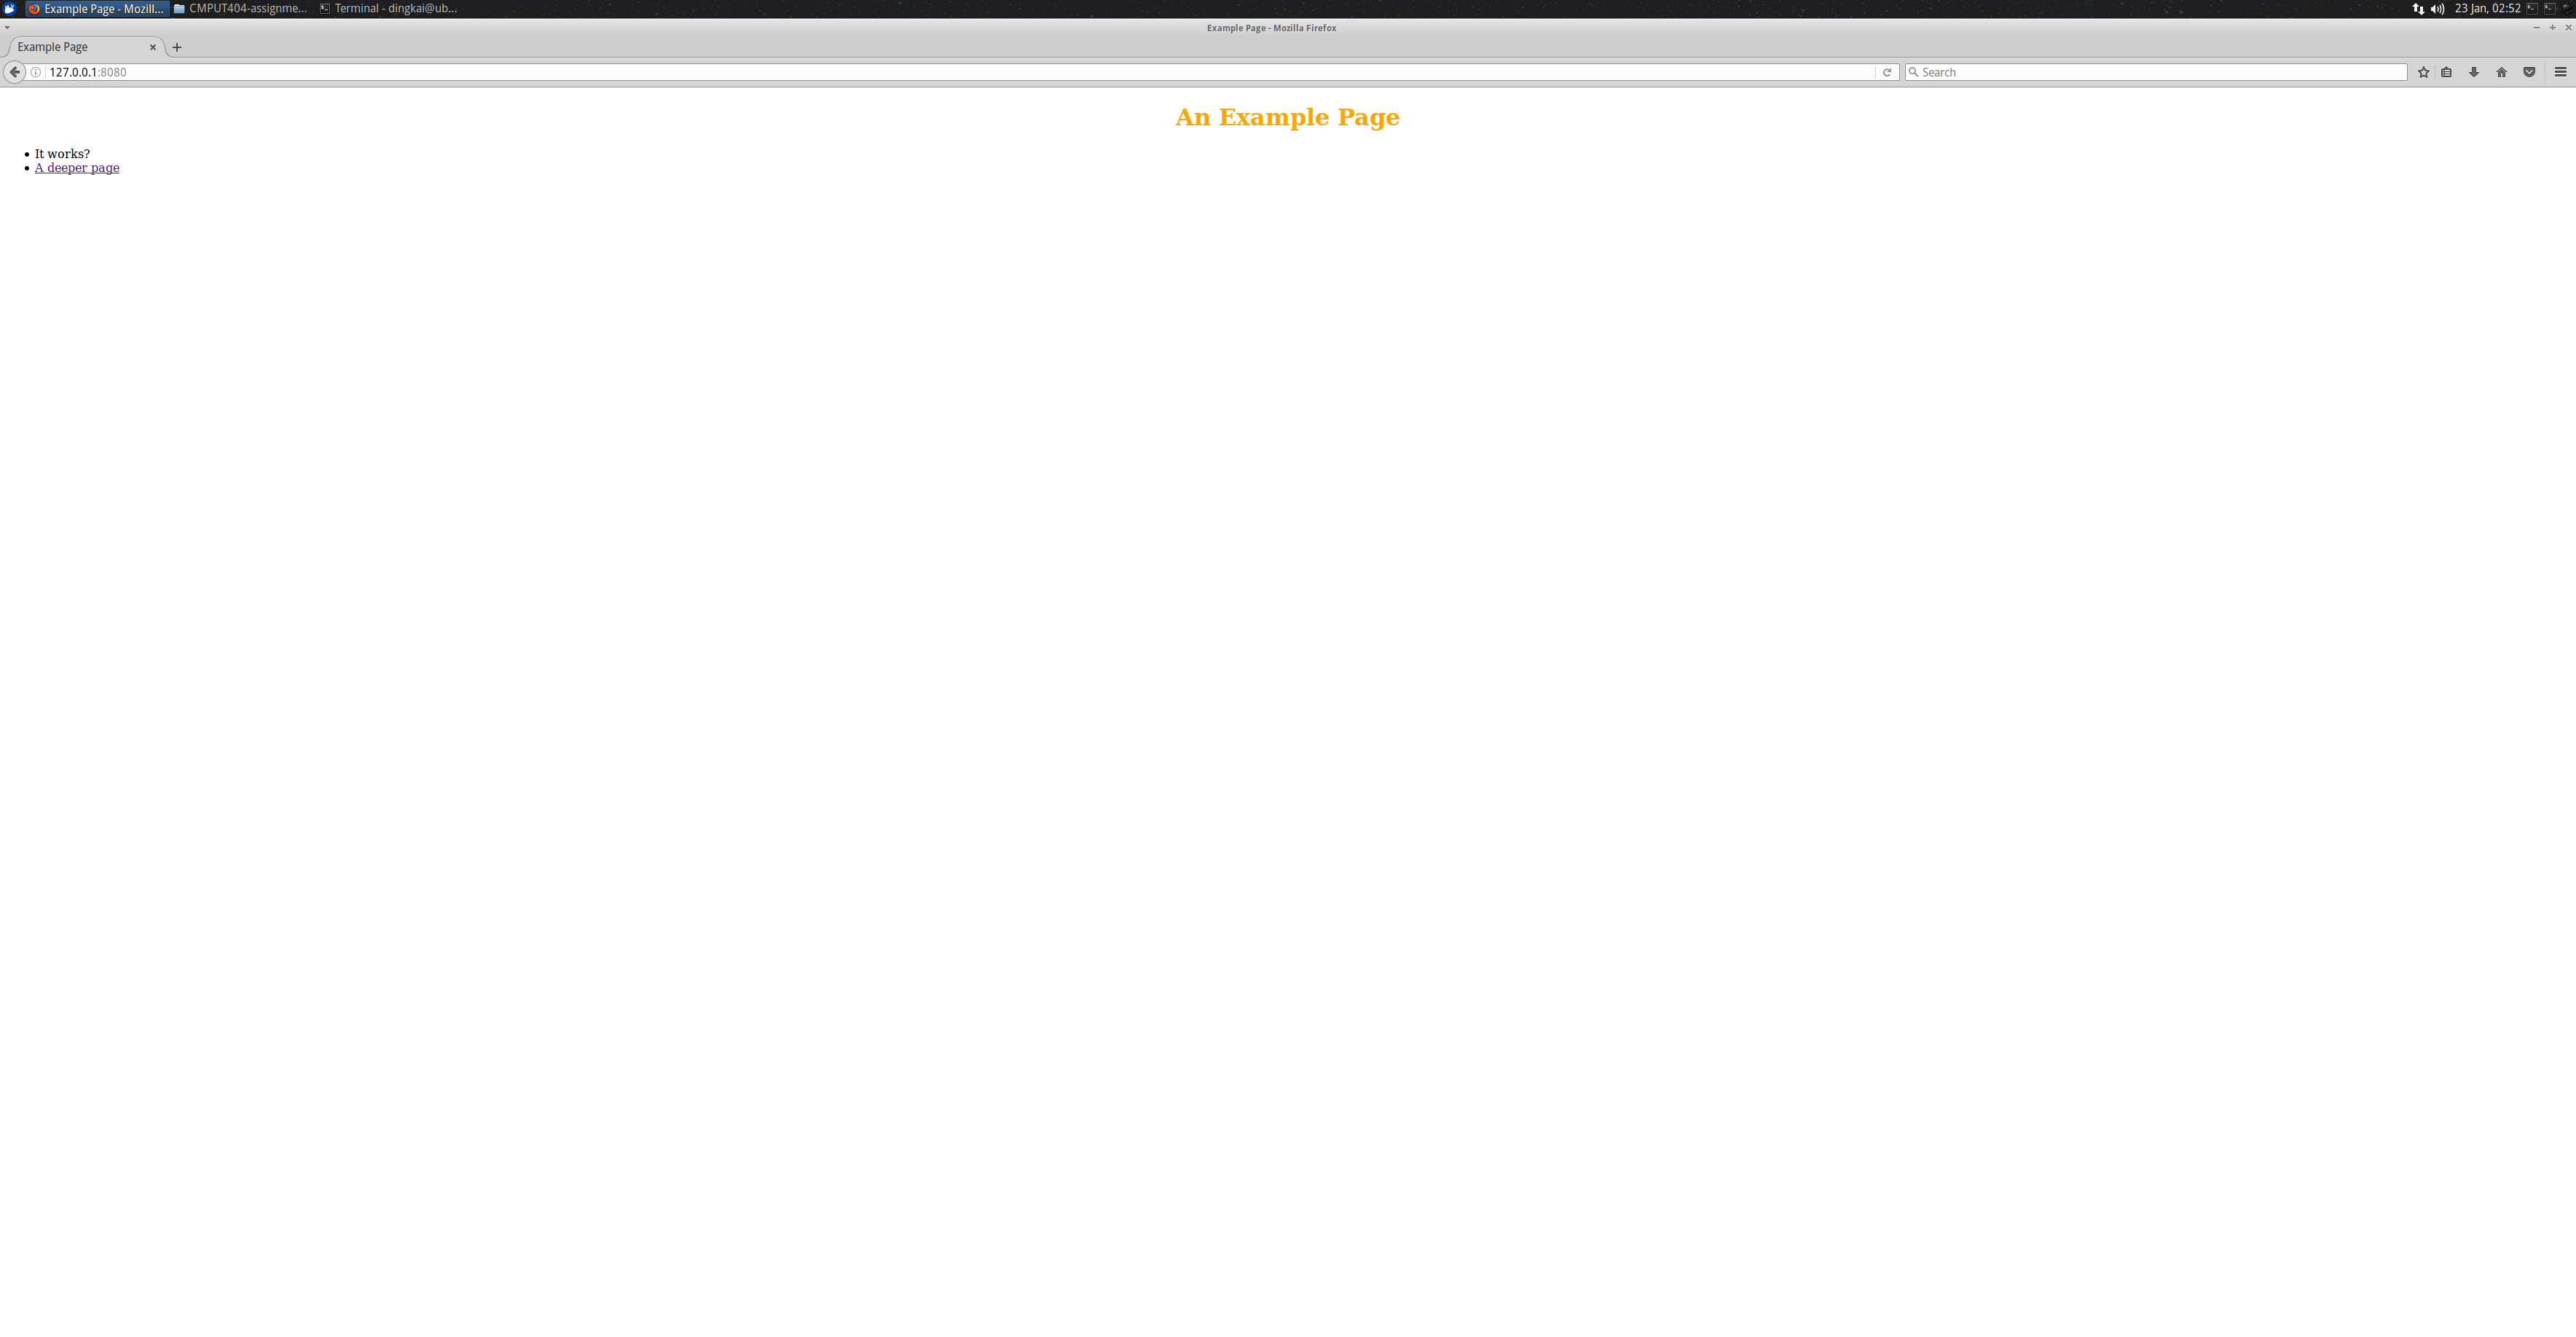 Example Page - Mozill... CMPUT404-assignme... Terminal - dingkai@ub... 23 Jan, 02:52
Example Page - Mozilla Firefox
Example Page
127.0.0.1:8080 Search
An Example Page
It works?
A deeper page